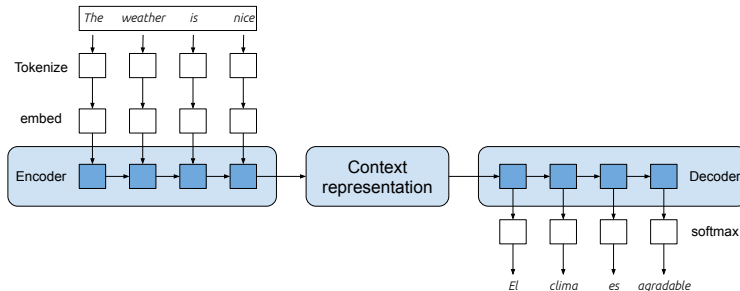 The weather is nice
Tokenize
embed
Encoder
Context
representation
Decoder
softmax
El clima es agradable